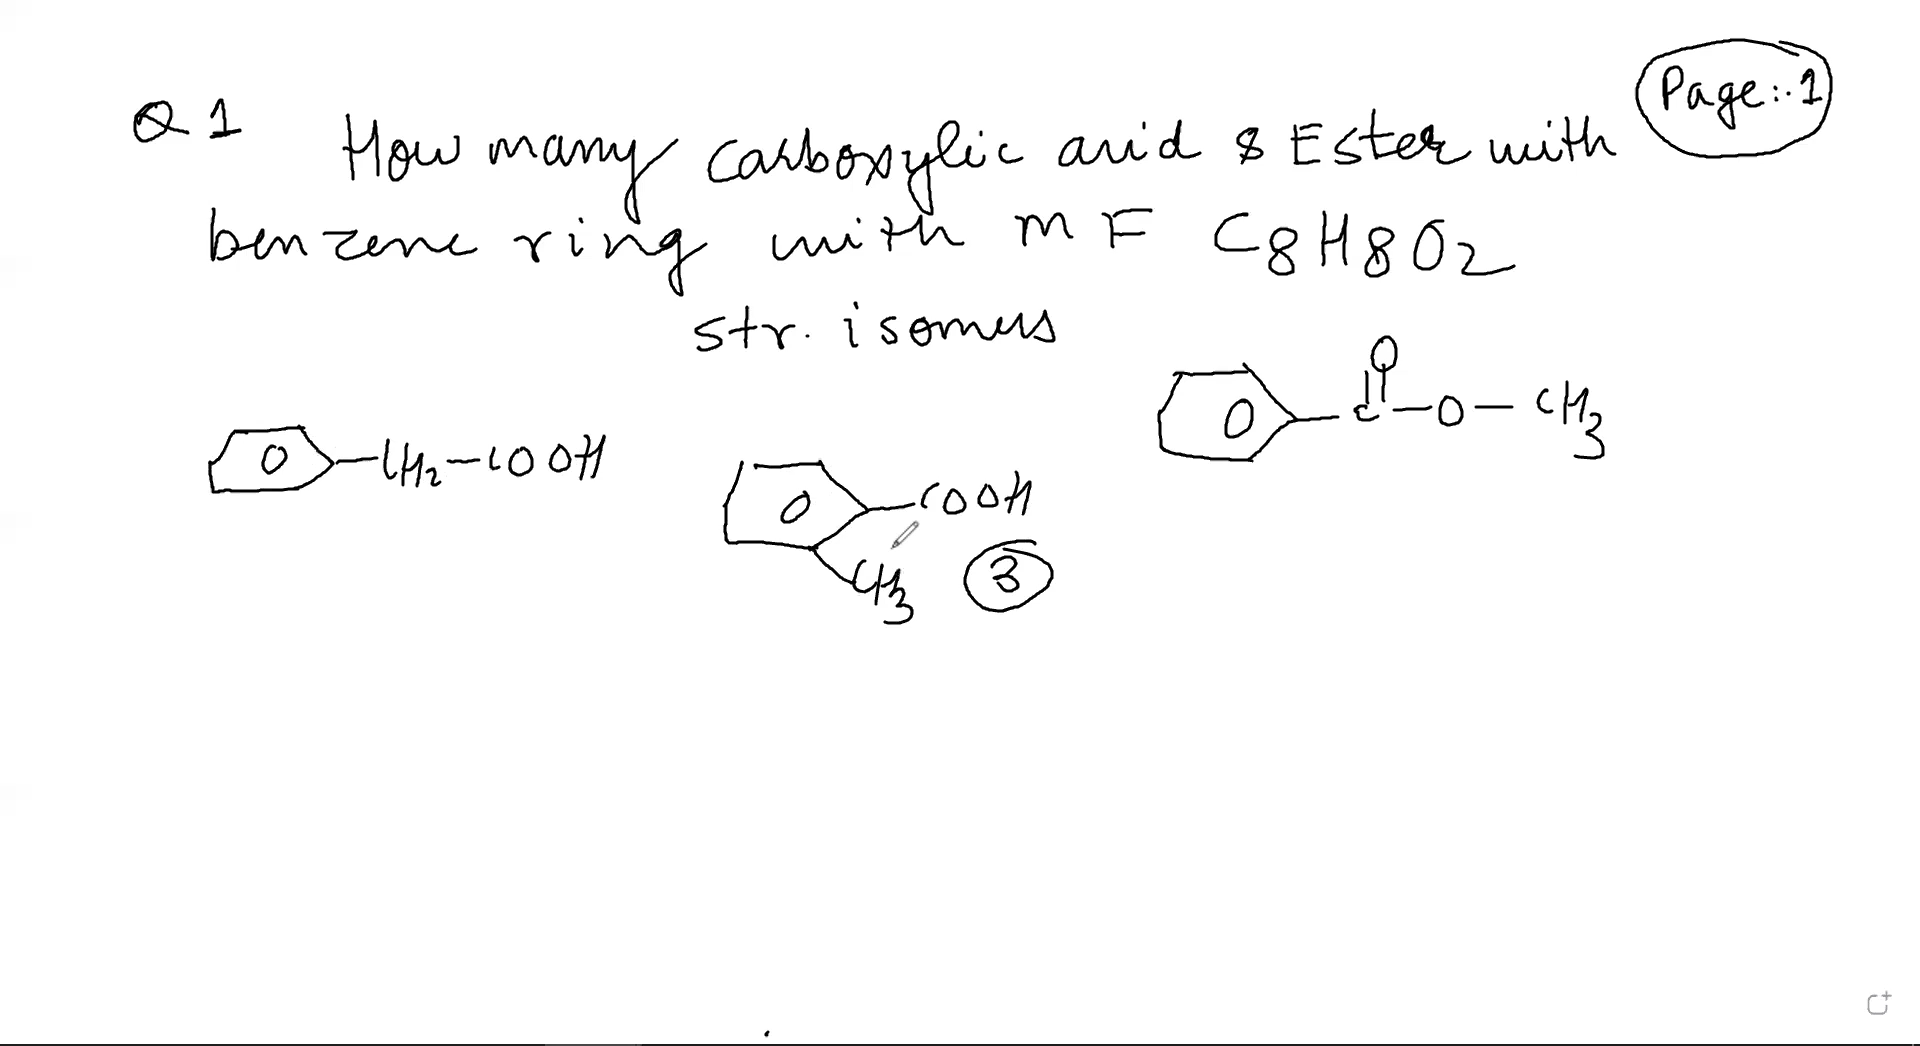 Page:.1
Q 1 How many carboxylic acid & Ester with
benzene ring with M F C8H8O2
str. isomers
O
O -C-O-CH3
O -CH2-COOH
O -COOH
CH3 3